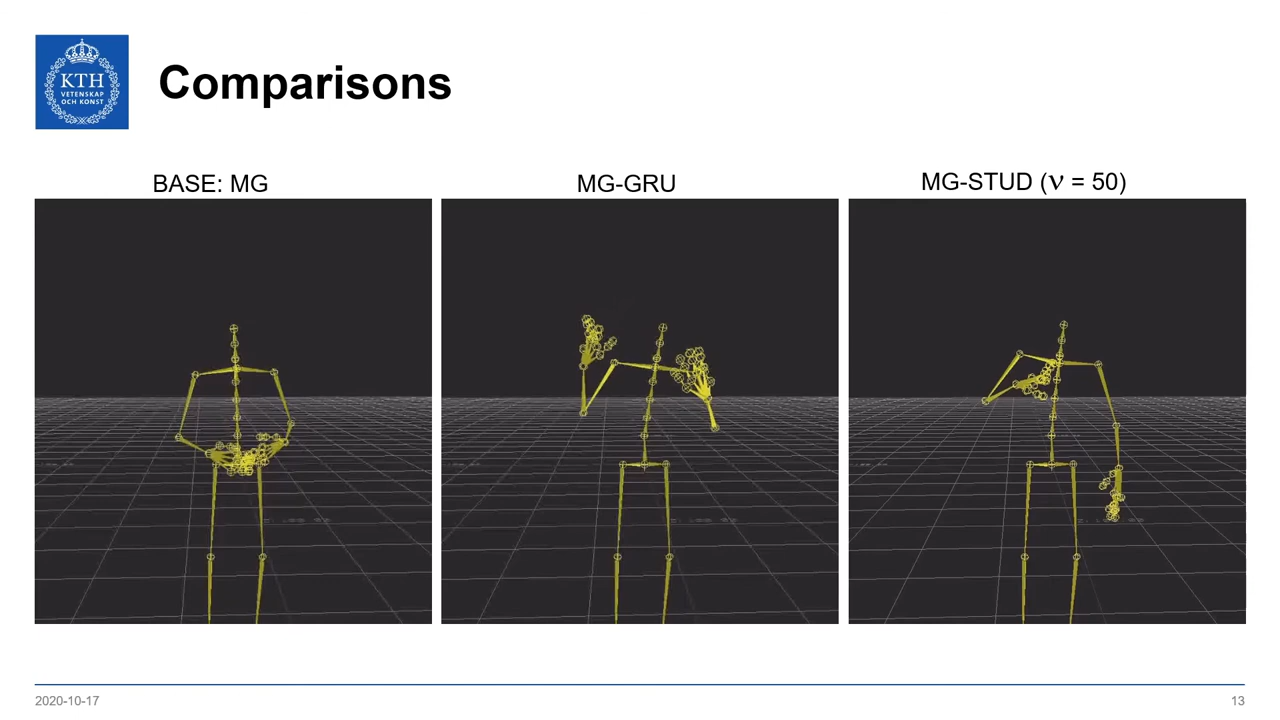 KTH
VETENSKAP
OCH KONST
Comparisons
BASE: MG
MG-GRU
MG-STUD (ν = 50)
2020-10-17
13